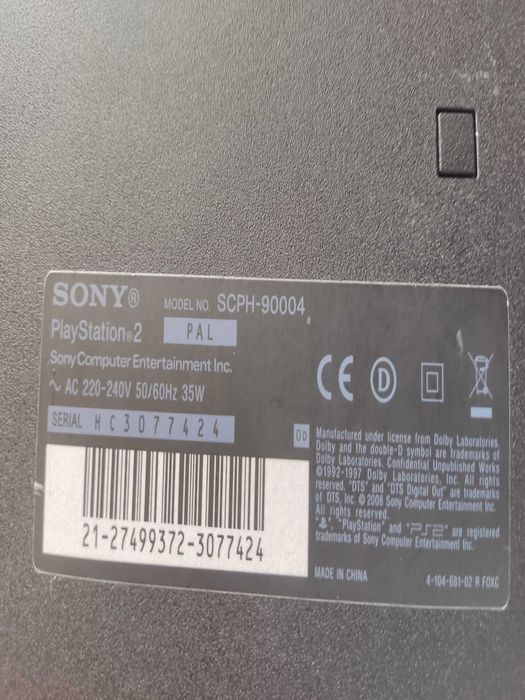 SONY® MODEL NO. SCPH-90004 a
PlayStation®2 PAL
Sony Computer Entertainment Inc.
~ AC 220-240V 50/60Hz 35W
SERIAL HC3077424
0D
21-27499372-3077424
CE D
Manufactured under license from Dolby Laboratories.
Dolby and the double-D symbol are trademarks of
Dolby Laboratories. Confidential Unpublished Works
©1992-1997 Dolby Laboratories, Inc. All rights
reserved. "DTS" and "DTS Digital Out" are trademarks
of DTS, Inc. © 2008 Sony Computer Entertainment Inc.
All rights reserved.
"PlayStation" and "PS2" are registered
trademarks of Sony Computer Entertainment Inc.
MADE IN CHINA
4-104-681-02 R FOXC